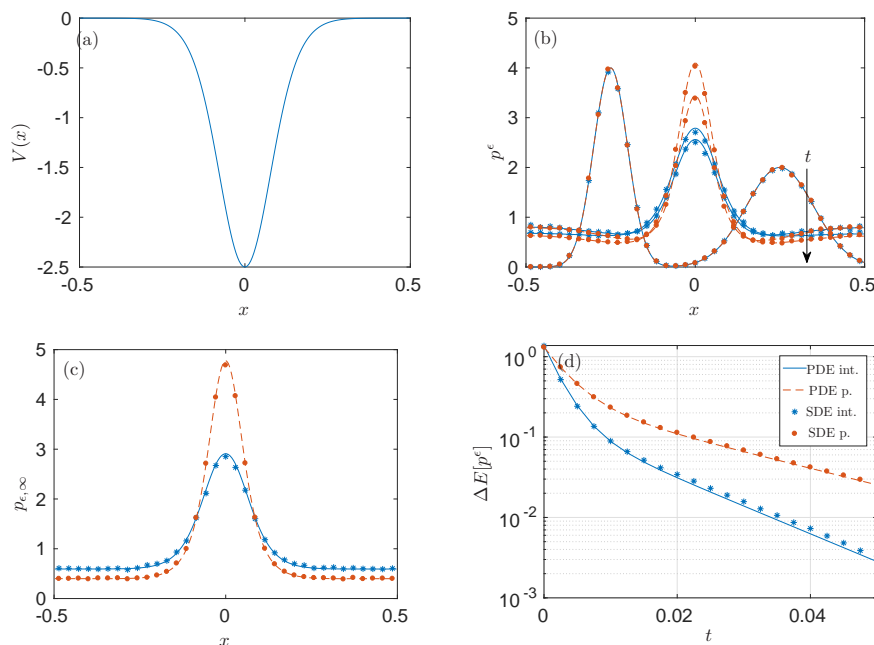 (a)
0
-0.5
-1
-1.5
-2
-2.5
V(x)
-0.5
0
0.5
x
(b)
5
4
3
2
1
0
p^ϵ
t
-0.5
0
0.5
x
(c)
5
4
3
2
1
0
p_{ϵ,∞}
-0.5
0
0.5
x
(d)
10^0
10^{-1}
10^{-2}
10^{-3}
ΔE[p^ϵ]
PDE int.
PDE p.
SDE int.
SDE p.
0
0.02
0.04
t